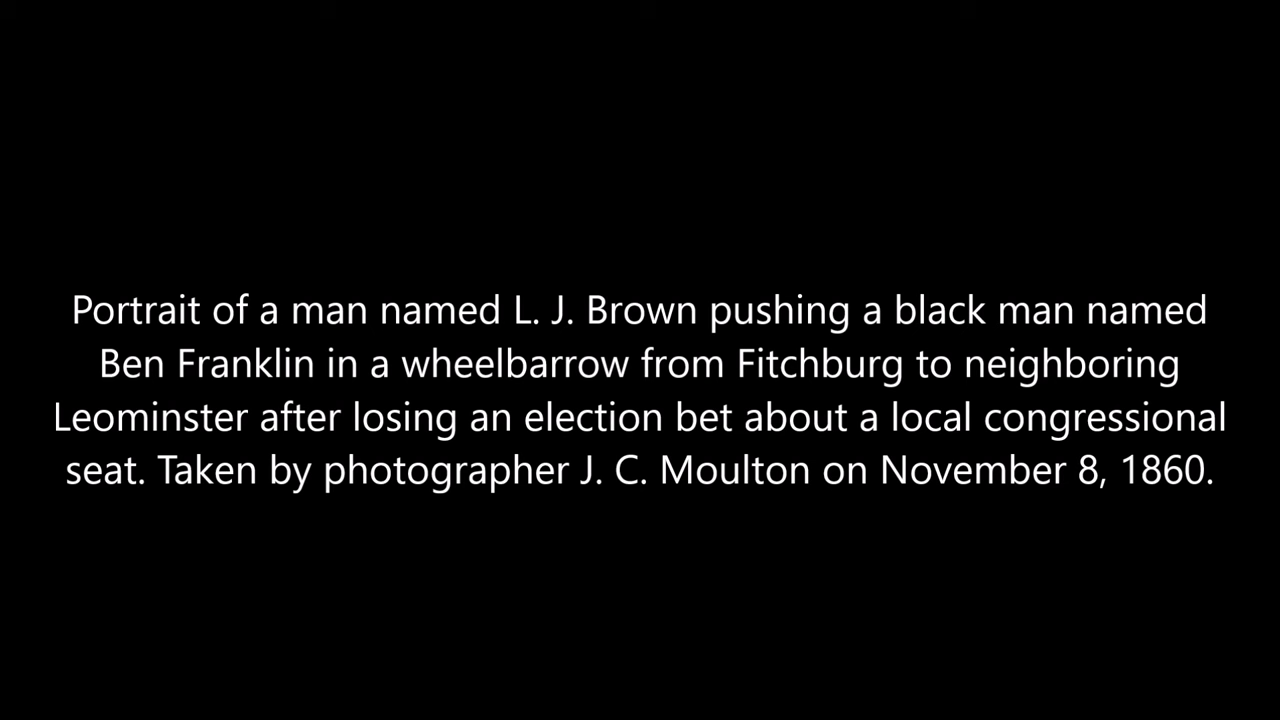 Portrait of a man named L. J. Brown pushing a black man named
Ben Franklin in a wheelbarrow from Fitchburg to neighboring
Leominster after losing an election bet about a local congressional
seat. Taken by photographer J. C. Moulton on November 8, 1860.